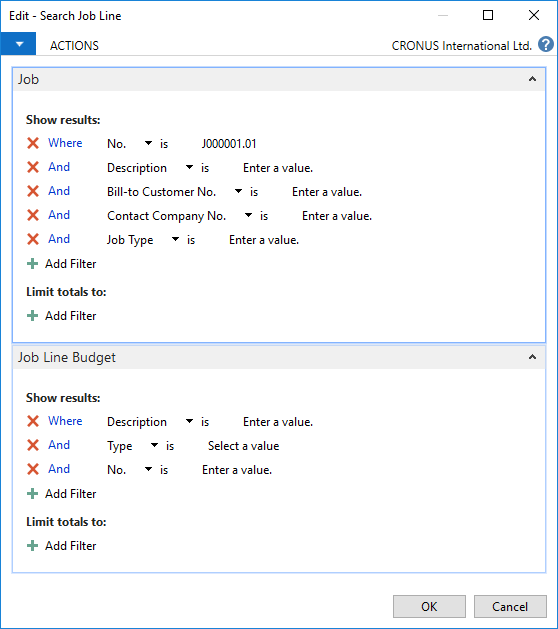 Edit - Search Job Line
ACTIONS CRONUS International Ltd. ?
Job
Show results:
Where No. is J000001.01
And Description is Enter a value.
And Bill-to Customer No. is Enter a value.
And Contact Company No. is Enter a value.
And Job Type is Enter a value.
Add Filter
Limit totals to:
Add Filter
Job Line Budget
Show results:
Where Description is Enter a value.
And Type is Select a value
And No. is Enter a value.
Add Filter
Limit totals to:
Add Filter
OK Cancel